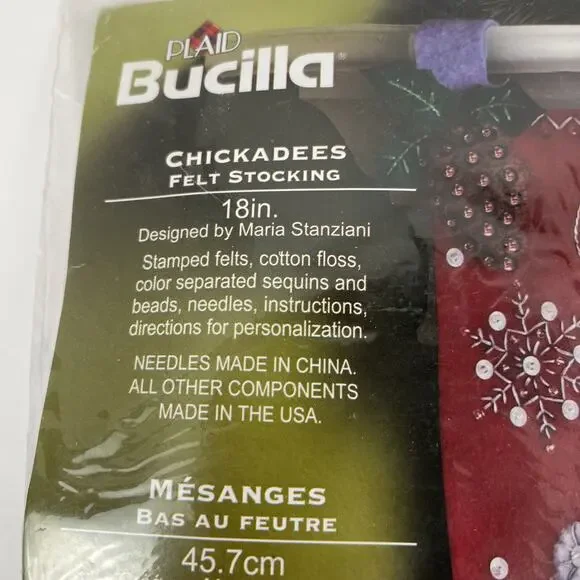 PLAID
Bucilla®
CHICKADEES
FELT STOCKING
18in.
Designed by Maria Stanziani
Stamped felts, cotton floss,
color separated sequins and
beads, needles, instructions,
directions for personalization.
NEEDLES MADE IN CHINA.
ALL OTHER COMPONENTS
MADE IN THE USA.
MÉSANGES
BAS AU FEUTRE
45.7cm